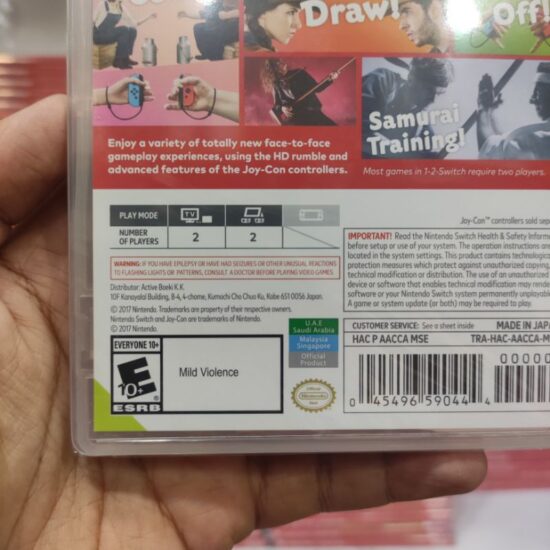 Draw!
Off!
Samurai
Training!
Enjoy a variety of totally new face-to-face
gameplay experiences, using the HD rumble and
advanced features of the Joy-Con controllers.
Most games in 1-2-Switch require two players.
Joy-Con™ controllers sold
PLAY MODE
TV
NUMBER
OF PLAYERS
2
2
WARNING: IF YOU HAVE EPILEPSY OR HAVE HAD SEIZURES OR OTHER UNUSUAL REACTIONS
TO FLASHING LIGHTS OR PATTERNS, CONSULT A DOCTOR BEFORE PLAYING VIDEO GAMES.
Distributor: Active Boeki K.K.
10F Kanayalal Building, 8-4, 4-chome, Kumochi Cho Chuo Ku, Kobe 651 0056 Japan.
© 2017 Nintendo. Trademarks are property of their respective owners.
Nintendo Switch and Joy-Con are trademarks of Nintendo.
© 2017 Nintendo.
IMPORTANT! Read the Nintendo Switch Health & Safety
before setup or use of your system. The operation instructions are
located in the system settings. This product contains
protection measures which protect against unauthorized copying,
technical modification or distribution. The use of an unauthorized
device or software that enables technical modification may render
software or your Nintendo Switch system permanently
A game or system update (or both) may be required to play.
CUSTOMER SERVICE: See a sheet inside
MADE IN
HAC P AACCA MSE
TRA-HAC-AACCA-M
U.A.E
Saudi Arabia
Malaysia
Singapore
Official
Product
Official
Nintendo
Seal
EVERYONE 10+
E
10+
ESRB
Mild Violence
0 45496 59044 4